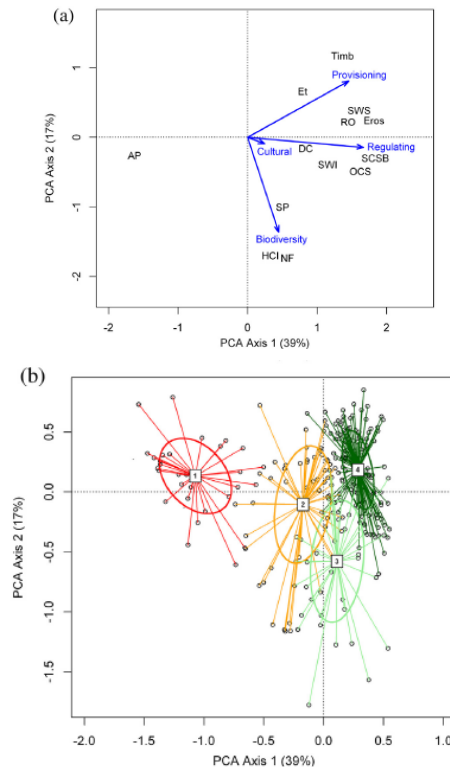 (a)
Timb
1
Et
Provisioning
SWS
RO Eros
0
Cultural
DC
Regulating
AP
SWI
SCSB
OCS
-1
SP
Biodiversity
HCI NF
-2
-2 -1 0 1 2
PCA Axis 1 (39%)
PCA Axis 2 (17%)
(b)
0.5
0.0
-0.5
-1.0
-1.5
1
2
3
4
-2.0 -1.5 -1.0 -0.5 0.0 0.5 1.0
PCA Axis 1 (39%)
PCA Axis 2 (17%)